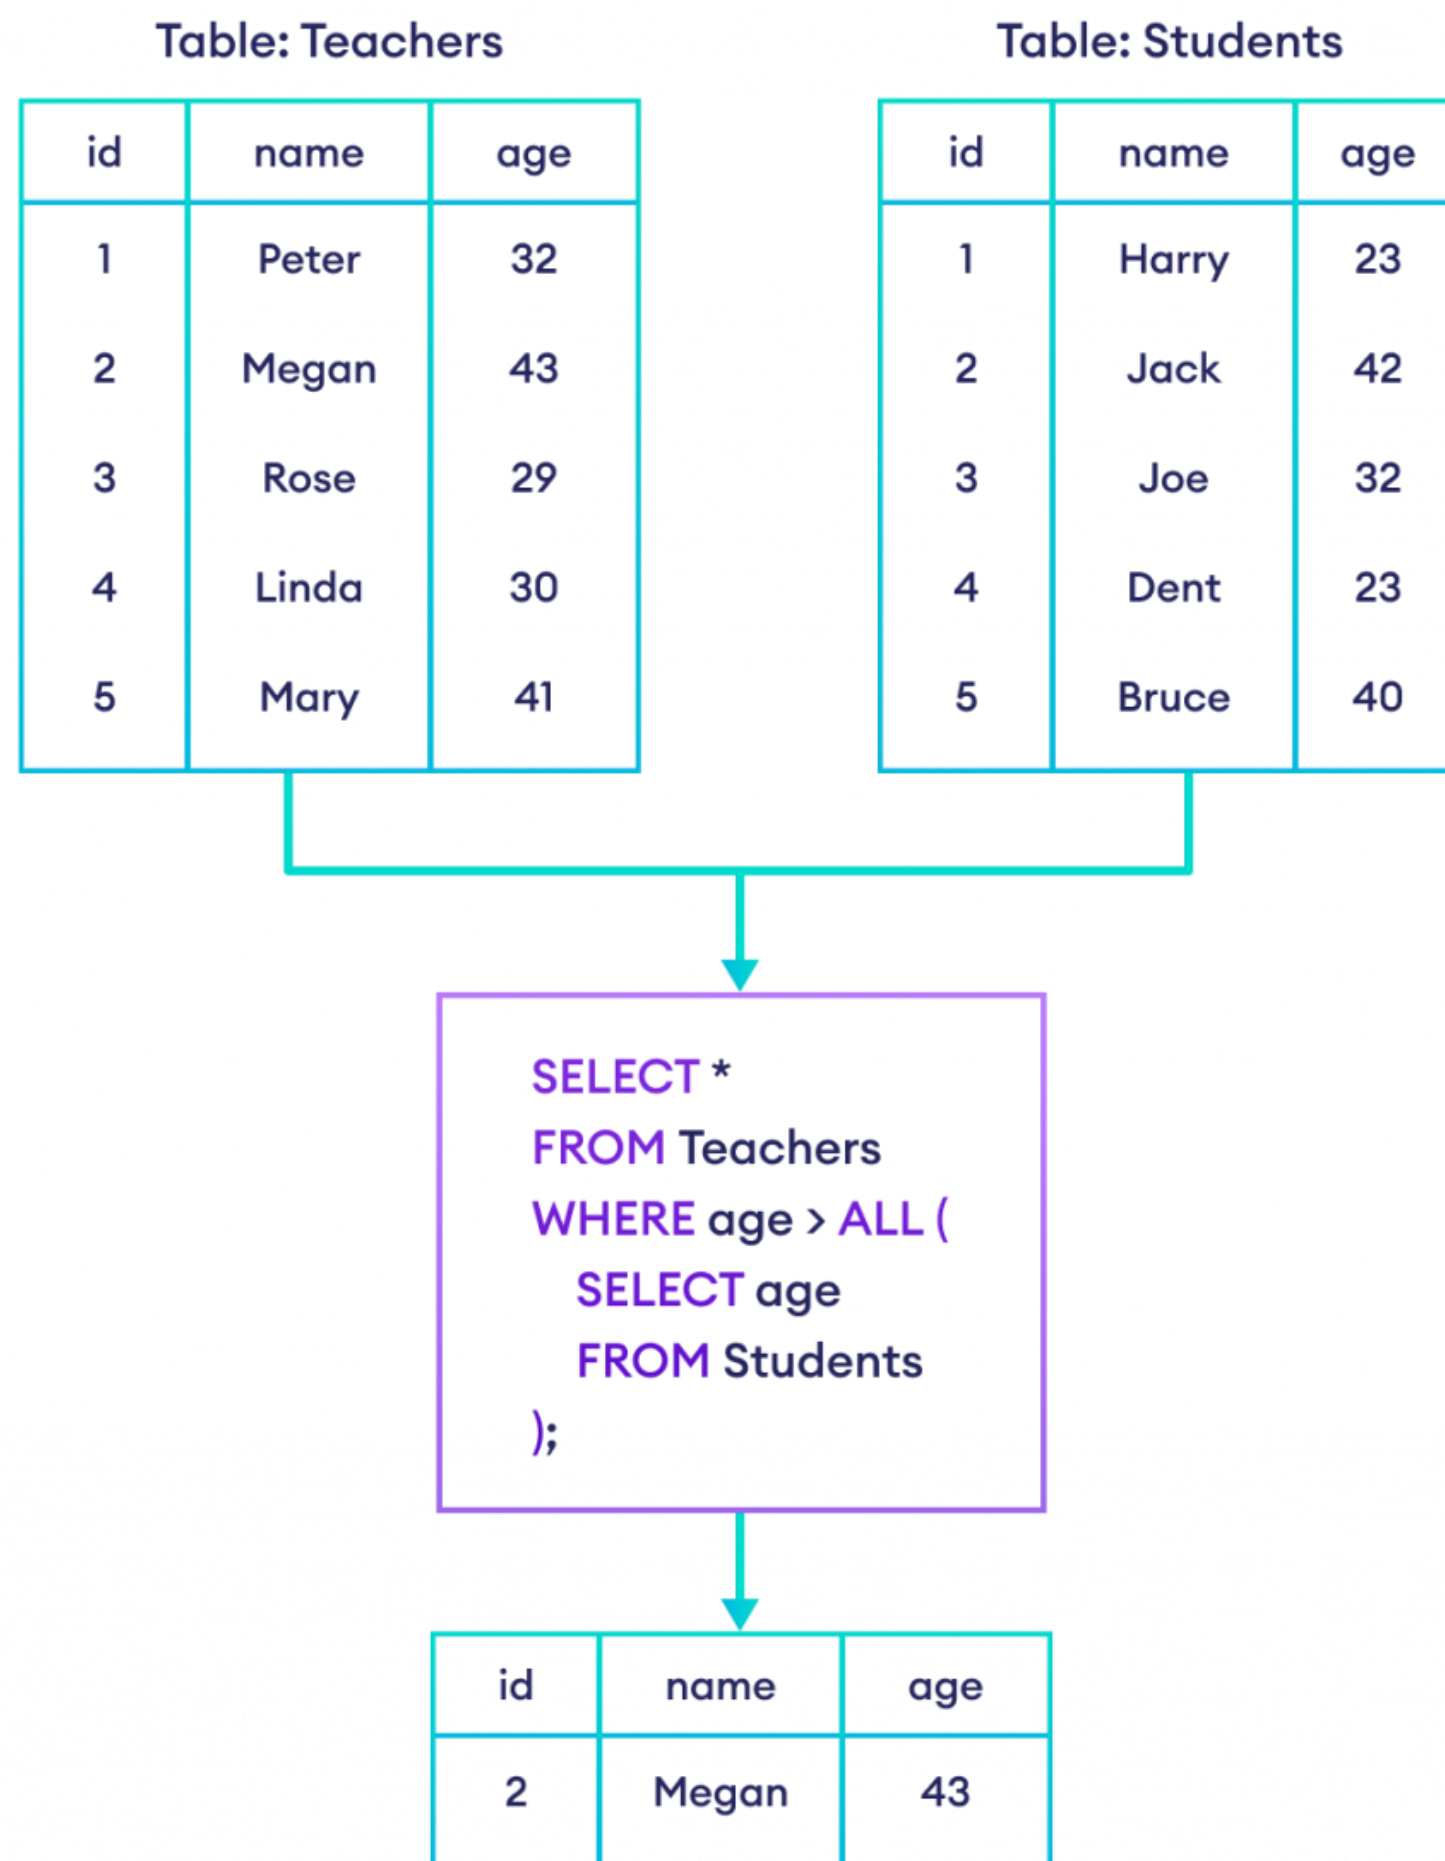 Table: Teachers
id name age
1 Peter 32
2 Megan 43
3 Rose 29
4 Linda 30
5 Mary 41
Table: Students
id name age
1 Harry 23
2 Jack 42
3 Joe 32
4 Dent 23
5 Bruce 40
SELECT *
FROM Teachers
WHERE age > ALL (
SELECT age
FROM Students
);
id name age
2 Megan 43